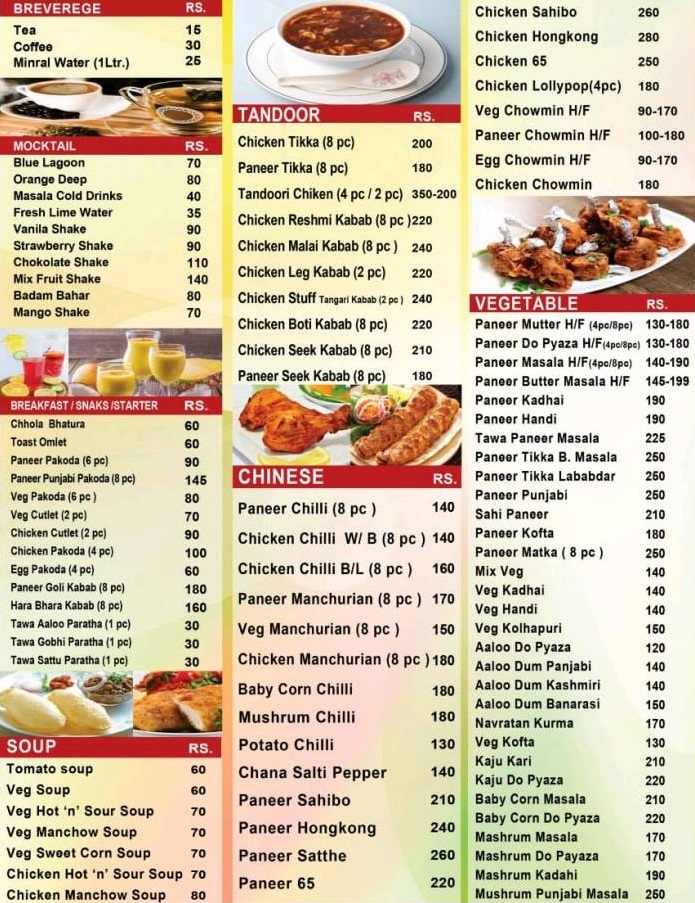 BREVEREGE RS.
Tea 15
Coffee 30
Minral Water (1Ltr.) 25
MOCKTAIL RS.
Blue Lagoon 70
Orange Deep 80
Masala Cold Drinks 40
Fresh Lime Water 35
Vanila Shake 90
Strawberry Shake 90
Chokolate Shake 110
Mix Fruit Shake 140
Badam Bahar 80
Mango Shake 70
BREAKFAST / SNAKS /STARTER RS.
Chhola Bhatura 60
Toast Omlet 60
Paneer Pakoda (6 pc) 90
Paneer Punjabi Pakoda (8 pc) 145
Veg Pakoda (6 pc ) 80
Veg Cutlet (2 pc) 70
Chicken Cutlet (2 pc) 90
Chicken Pakoda (4 pc) 100
Egg Pakoda (4 pc) 60
Paneer Goli Kabab (8 pc) 180
Hara Bhara Kabab (8 pc) 160
Tawa Aaloo Paratha (1 pc) 30
Tawa Gobhi Paratha (1 pc) 30
Tawa Sattu Paratha (1 pc) 30
SOUP RS.
Tomato soup 60
Veg Soup 60
Veg Hot 'n' Sour Soup 70
Veg Manchow Soup 70
Veg Sweet Corn Soup 70
Chicken Hot 'n' Sour Soup 70
Chicken Manchow Soup 80
TANDOOR RS.
Chicken Tikka (8 pc) 200
Paneer Tikka (8 pc) 180
Tandoori Chiken (4 pc / 2 pc) 350-200
Chicken Reshmi Kabab (8 pc )220
Chicken Malai Kabab (8 pc ) 240
Chicken Leg Kabab (2 pc) 220
Chicken Stuff Tangari Kabab (2 pc ) 240
Chicken Boti Kabab (8 pc) 220
Chicken Seek Kabab (8 pc) 210
Paneer Seek Kabab (8 pc) 180
CHINESE RS.
Paneer Chilli (8 pc ) 140
Chicken Chilli W/ B (8 pc ) 140
Chicken Chilli B/L (8 pc ) 160
Paneer Manchurian (8 pc ) 170
Veg Manchurian (8 pc ) 150
Chicken Manchurian (8 pc )180
Baby Corn Chilli 180
Mushrum Chilli 180
Potato Chilli 130
Chana Salti Pepper 140
Paneer Sahibo 210
Paneer Hongkong 240
Paneer Satthe 260
Paneer 65 220
Chicken Sahibo 260
Chicken Hongkong 280
Chicken 65 250
Chicken Lollypop(4pc) 180
Veg Chowmin H/F 90-170
Paneer Chowmin H/F 100-180
Egg Chowmin H/F 90-170
Chicken Chowmin 180
VEGETABLE RS.
Paneer Mutter H/F (4pc/8pc) 130-180
Paneer Do Pyaza H/F(4pc/8pc) 130-180
Paneer Masala H/F(4pc/8pc) 140-190
Paneer Butter Masala H/F 145-199
Paneer Kadhai 190
Paneer Handi 190
Tawa Paneer Masala 225
Paneer Tikka B. Masala 250
Paneer Tikka Lababdar 250
Paneer Punjabi 250
Sahi Paneer 210
Paneer Kofta 180
Paneer Matka ( 8 pc ) 250
Mix Veg 140
Veg Kadhai 140
Veg Handi 140
Veg Kolhapuri 150
Aaloo Do Pyaza 120
Aaloo Dum Panjabi 140
Aaloo Dum Kashmiri 140
Aaloo Dum Banarasi 150
Navratan Kurma 170
Veg Kofta 130
Kaju Kari 210
Kaju Do Pyaza 220
Baby Corn Masala 210
Baby Corn Do Pyaza 220
Mashrum Masala 170
Mashrum Do Payaza 170
Mashrum Kadahi 190
Mushrum Punjabi Masala 250